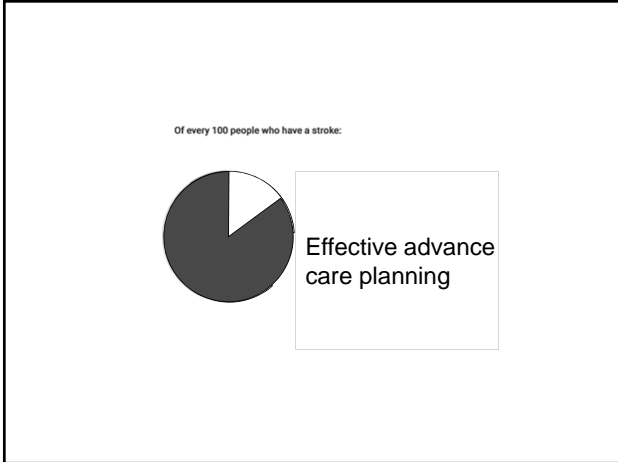 Of every 100 people who have a stroke:
Effective advance
care planning